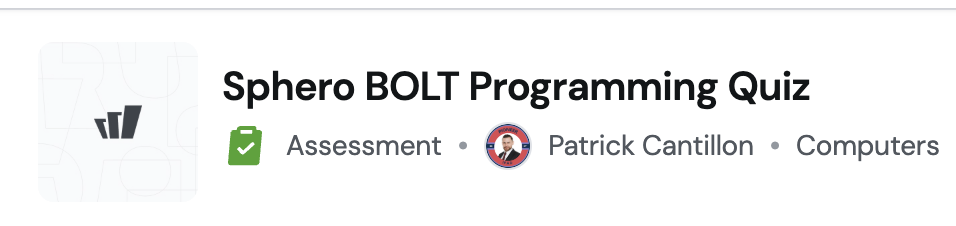 Sphero BOLT Programming Quiz
Assessment • Patrick Cantillon • Computers